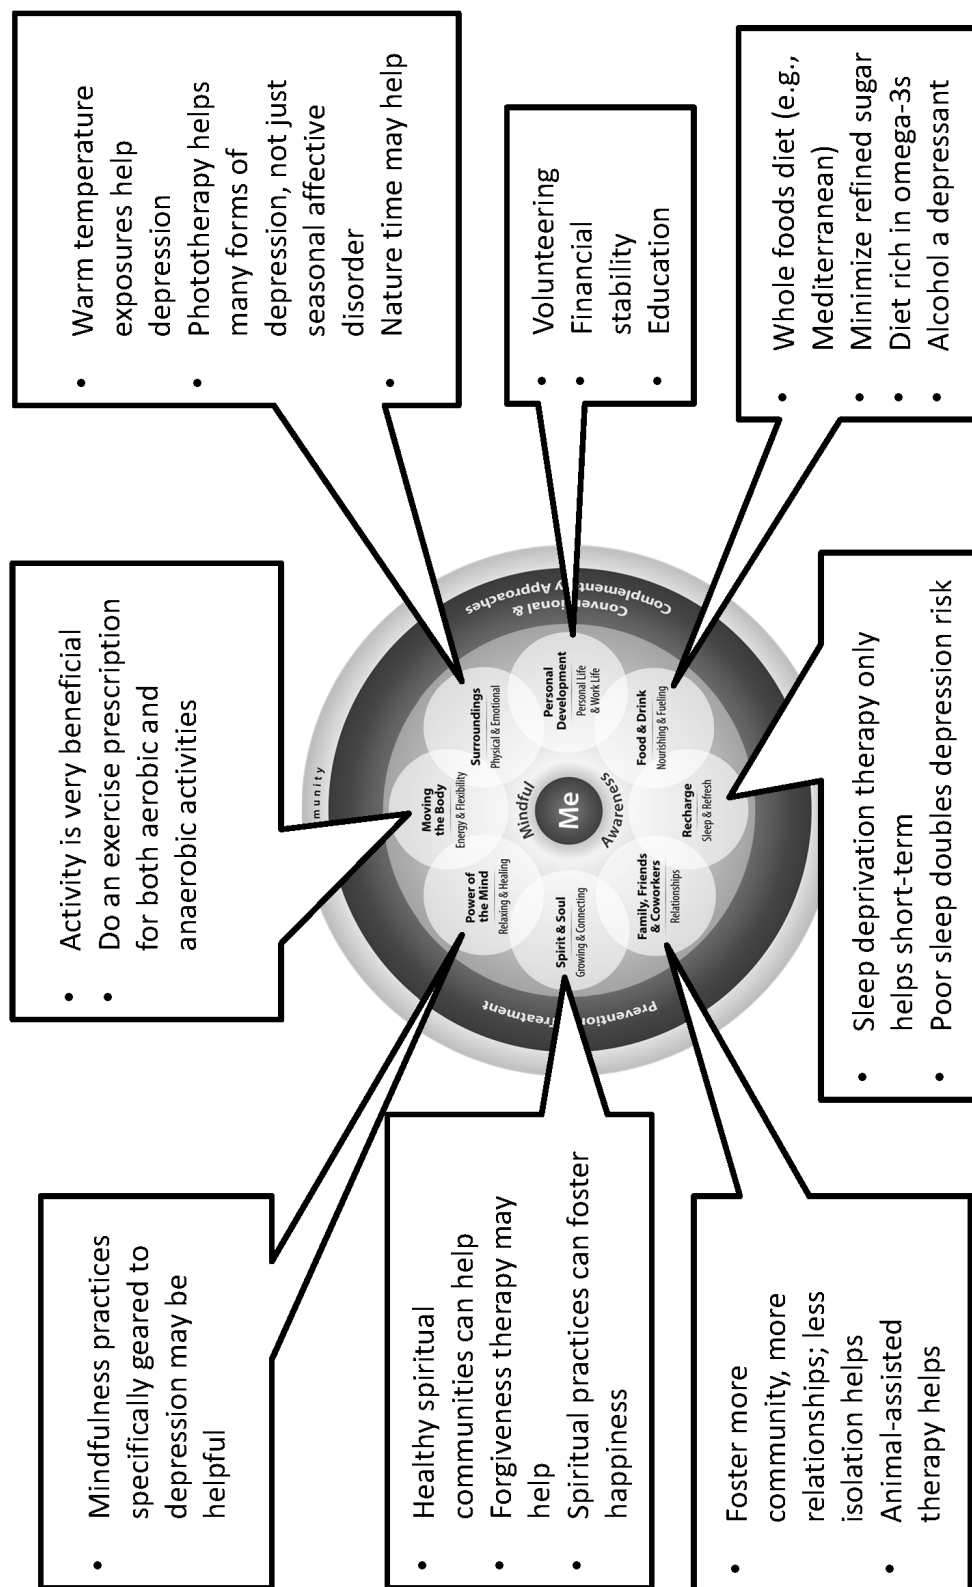 • Mindfulness practices
specifically geared to
depression may be
helpful
• Activity is very beneficial
• Do an exercise prescription
for both aerobic and
anaerobic activities
• Warm temperature
exposures help
depression
• Phototherapy helps
many forms of
depression, not just
seasonal affective
disorder
• Nature time may help
• Healthy spiritual
communities can help
• Forgiveness therapy may
help
• Spiritual practices can foster
happiness
• Volunteering
• Financial
stability
• Education
• Foster more
community, more
relationships; less
isolation helps
• Animal-assisted
therapy helps
• Sleep deprivation therapy only
helps short-term
• Poor sleep doubles depression risk
• Whole foods diet (e.g.,
Mediterranean)
• Minimize refined sugar
• Diet rich in omega-3s
• Alcohol a depressant
munity
Prevention
Treatment
Conventional &
Complementary Approaches
Moving
the Body
Energy & Flexibility
Surroundings
Physical & Emotional
Personal
Development
Personal Life
& Work Life
Food & Drink
Nourishing & Fueling
Recharge
Sleep & Refresh
Family, Friends
& Coworkers
Relationships
Spirit & Soul
Growing & Connecting
Power of
the Mind
Relaxing & Healing
Mindful
Me
Awareness